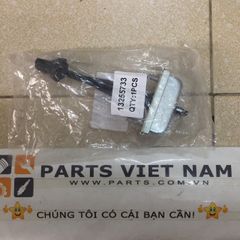 13255733
QTY:1PCS
PARTS VIET NAM
WWW.PARTS.COM.VN
CHÚNG TÔI CÓ CÁI BẠN CẦN!